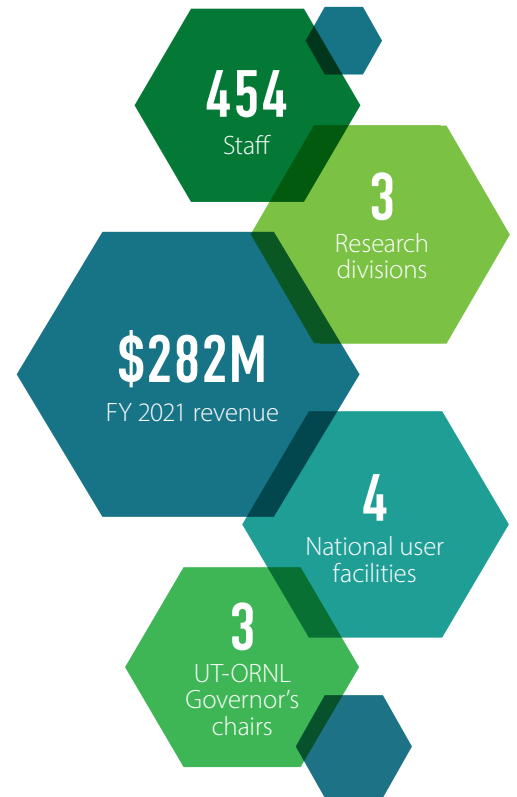 454
Staff
3
Research
divisions
$282M
FY 2021 revenue
4
National user
facilities
3
UT-ORNL
Governor’s
chairs